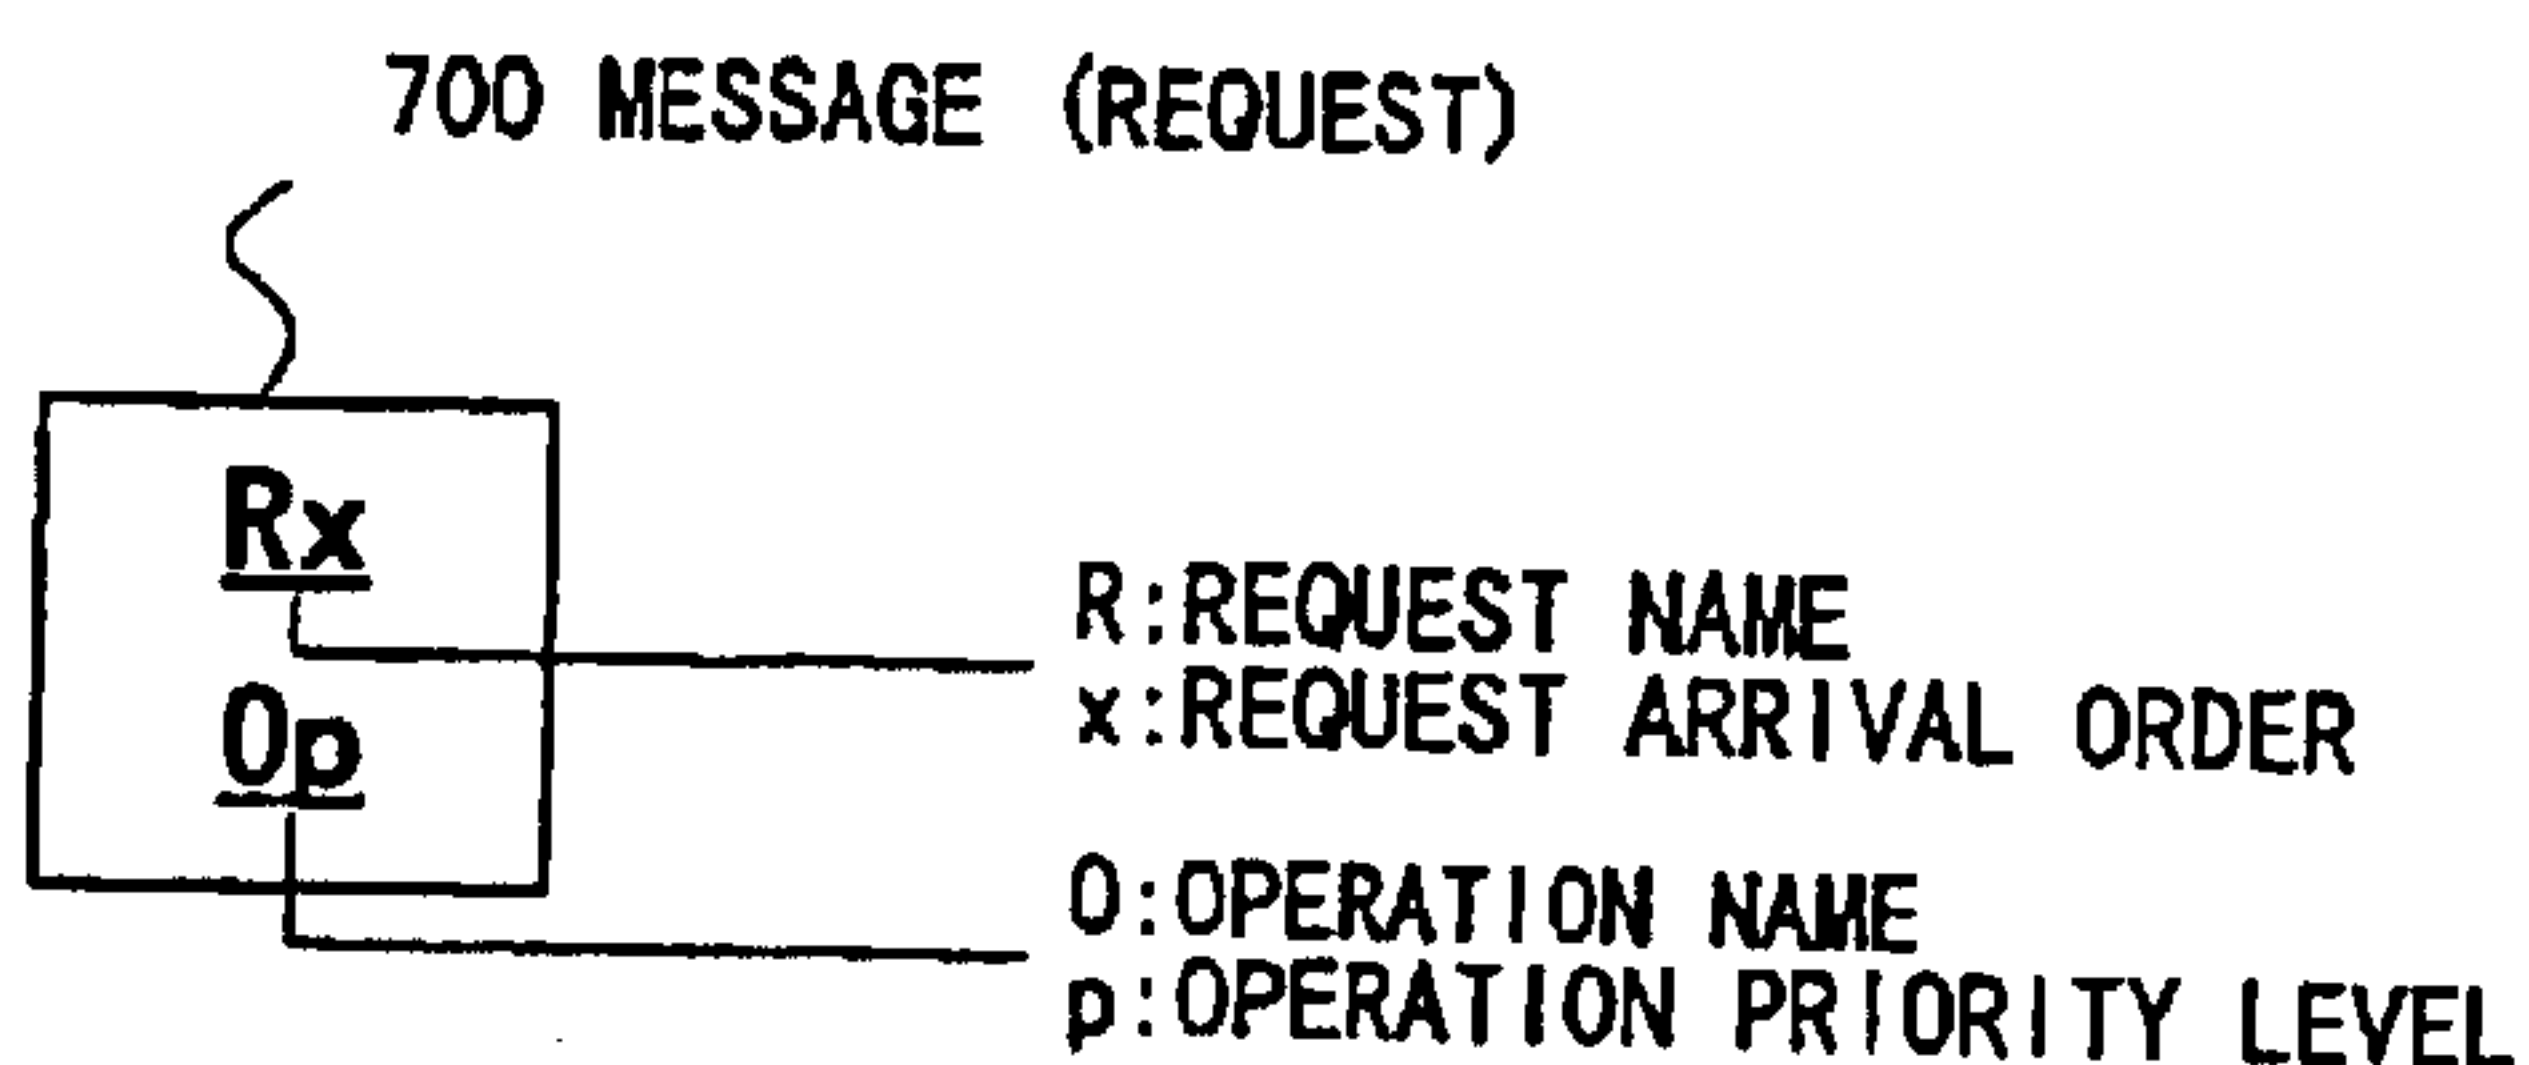 700 MESSAGE (REQUEST)
Rx
R:REQUEST NAME
x:REQUEST ARRIVAL ORDER
Op
O:OPERATION NAME
p:OPERATION PRIORITY LEVEL